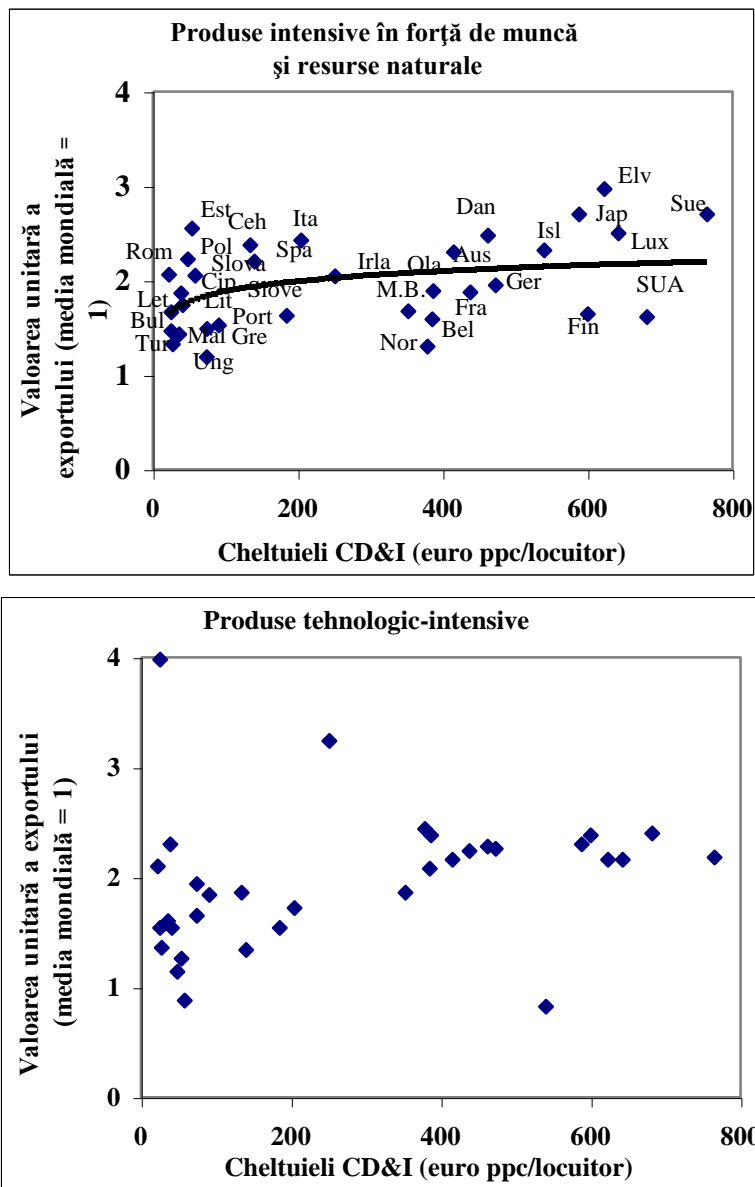 Produse intensive în forţă de muncă
şi resurse naturale
Valoarea unitară a
exportului (media mondială =
1)
4
3
2
1
0
Elv
Est
Ceh
Ita
Dan
Jap
Sue
Isl
Lux
Rom
Pol
Spa
Slova
Irla
Ola
Aus
Cip
Slove
M.B.
Ger
SUA
Let
Lit
Fra
Bul
Port
Fin
Tur
Mal
Gre
Bel
Nor
Ung
0 200 400 600 800
Cheltuieli CD&I (euro ppc/locuitor)
Produse tehnologic-intensive
Valoarea unitară a exportului
(media mondială = 1)
4
3
2
1
0
0 200 400 600 800
Cheltuieli CD&I (euro ppc/locuitor)